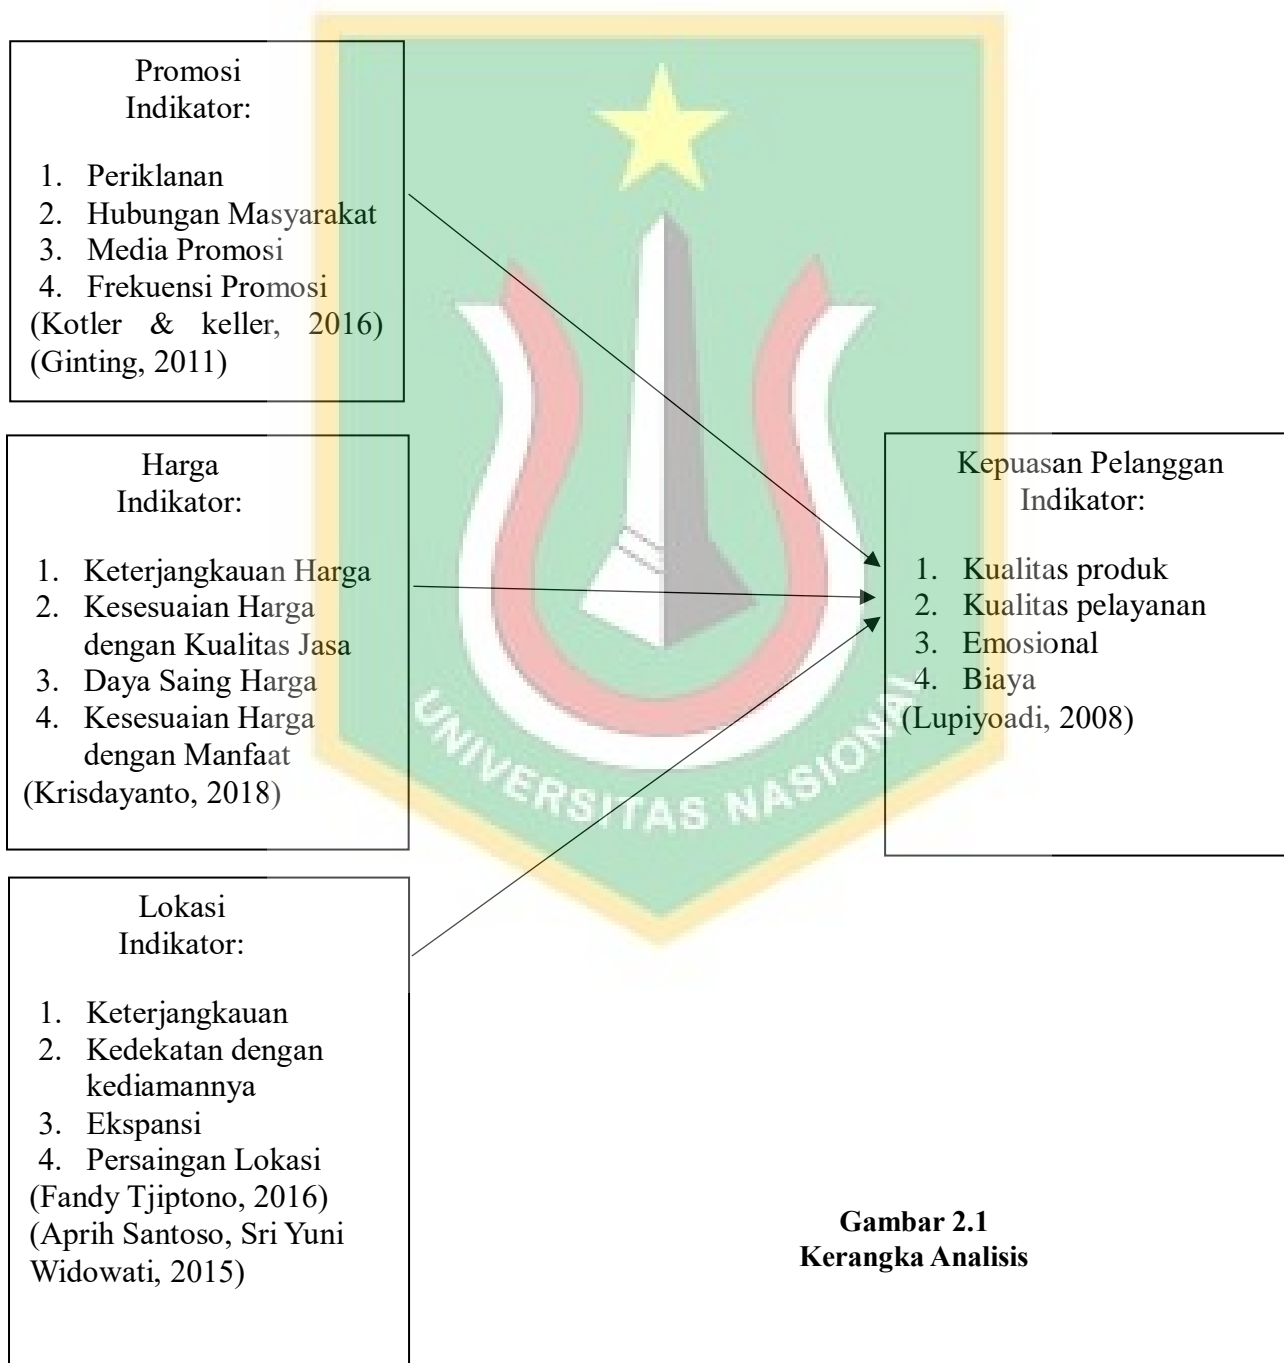 Promosi
Indikator:
1. Periklanan
2. Hubungan Masyarakat
3. Media Promosi
4. Frekuensi Promosi
(Kotler & keller, 2016)
(Ginting, 2011)
Harga
Indikator:
1. Keterjangkauan Harga
2. Kesesuaian Harga
dengan Kualitas Jasa
3. Daya Saing Harga
4. Kesesuaian Harga
dengan Manfaat
(Krisdayanto, 2018)
Lokasi
Indikator:
1. Keterjangkauan
2. Kedekatan dengan
kediamannya
3. Ekspansi
4. Persaingan Lokasi
(Fandy Tjiptono, 2016)
(Aprih Santoso, Sri Yuni
Widowati, 2015)
Kepuasan Pelanggan
Indikator:
1. Kualitas produk
2. Kualitas pelayanan
3. Emosional
4. Biaya
(Lupiyoadi, 2008)
UNIVERSITAS NASIONAL
Gambar 2.1
Kerangka Analisis